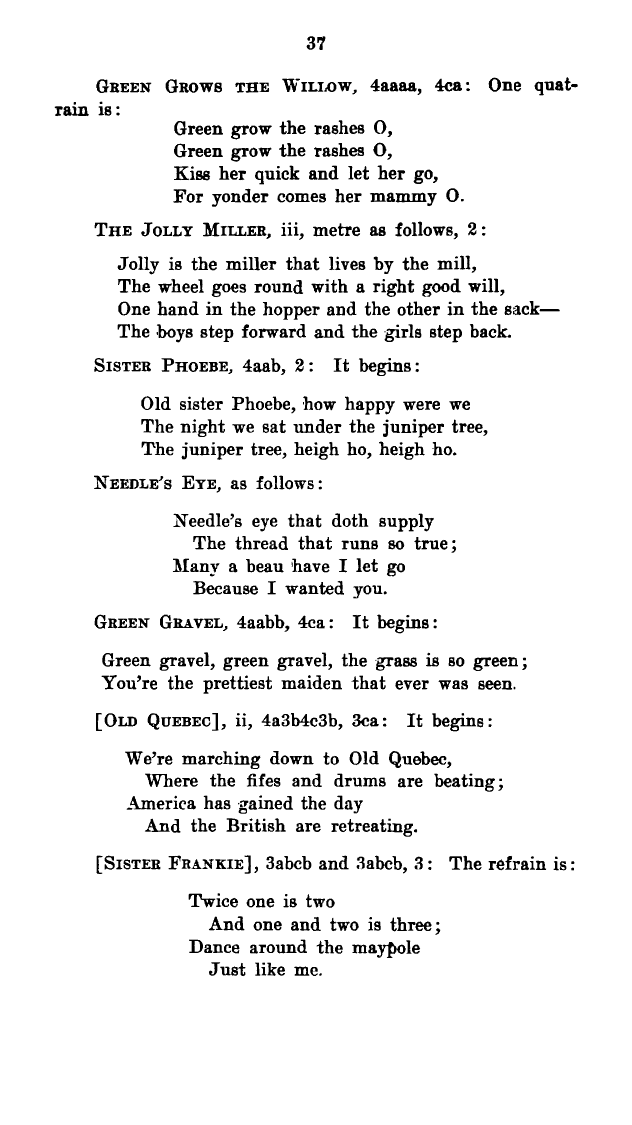 37
GREEN GROWS THE WILLOW, 4aaaa, 4ca: One quat-
rain is:
Green grow the rashes O,
Green grow the rashes O,
Kiss her quick and let her go,
For yonder comes her mammy O.
THE JOLLY MILLER, iii, metre as follows, 2:
Jolly is the miller that lives by the mill,
The wheel goes round with a right good will,
One hand in the hopper and the other in the sack—
The boys step forward and the girls step back.
SISTER PHOEBE, 4aab, 2: It begins:
Old sister Phoebe, how happy were we
The night we sat under the juniper tree,
The juniper tree, heigh ho, heigh ho.
NEEDLE'S EYE, as follows:
Needle's eye that doth supply
The thread that runs so true;
Many a beau have I let go
Because I wanted you.
GREEN GRAVEL, 4aabb, 4ca: It begins:
Green gravel, green gravel, the grass is so green;
You're the prettiest maiden that ever was seen.
[OLD QUEBEC], ii, 4a3b4c3b, 3ca: It begins:
We're marching down to Old Quebec,
Where the fifes and drums are beating;
America has gained the day
And the British are retreating.
[SISTER FRANKIE], 3abcb and 3abcb, 3: The refrain is:
Twice one is two
And one and two is three;
Dance around the maypole
Just like me.